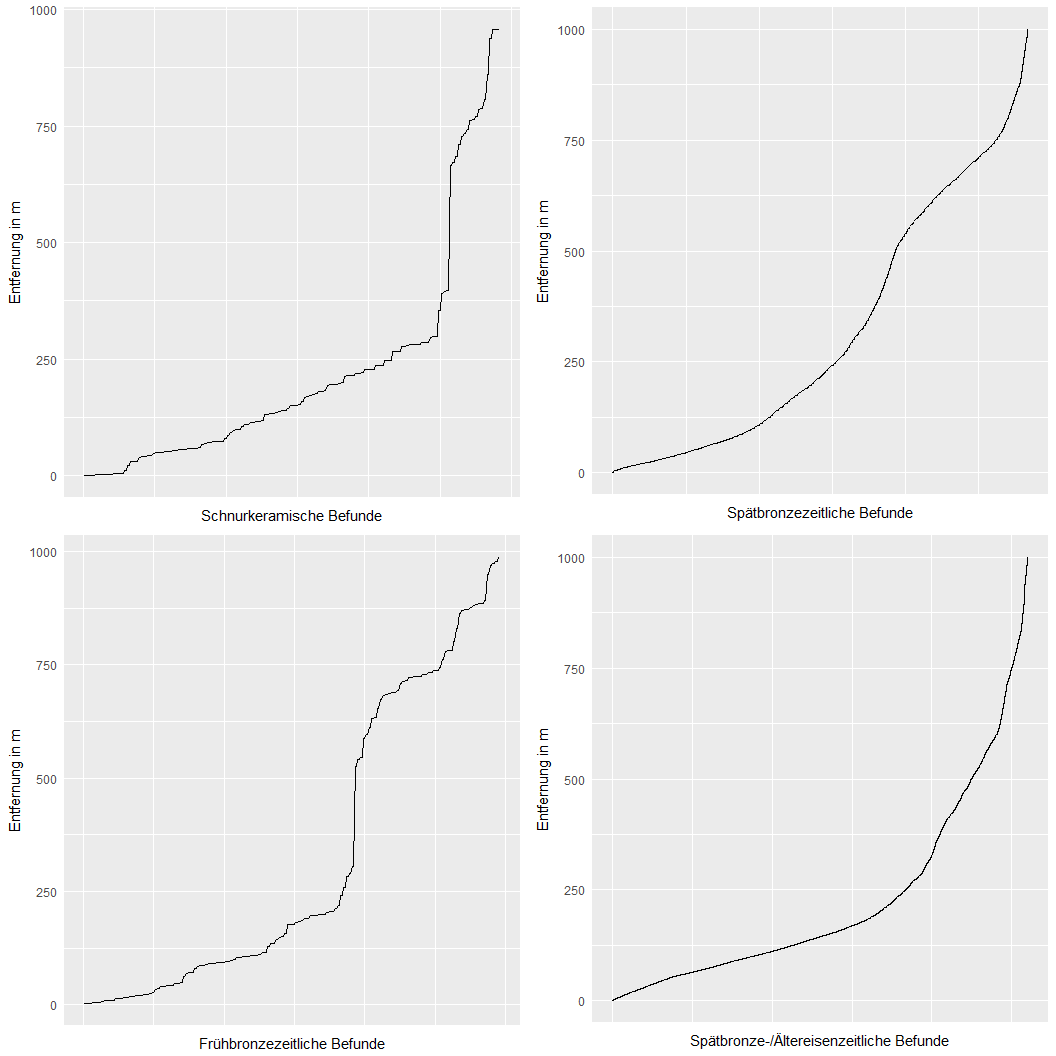 1000
750
500
250
0
Entfernung in m
Schnurkeramische Befunde
1000
750
500
250
0
Entfernung in m
Spätbronzezeitliche Befunde
1000
750
500
250
0
Entfernung in m
Frühbronzezeitliche Befunde
1000
750
500
250
0
Entfernung in m
Spätbronze-/Ältereisenzeitliche Befunde